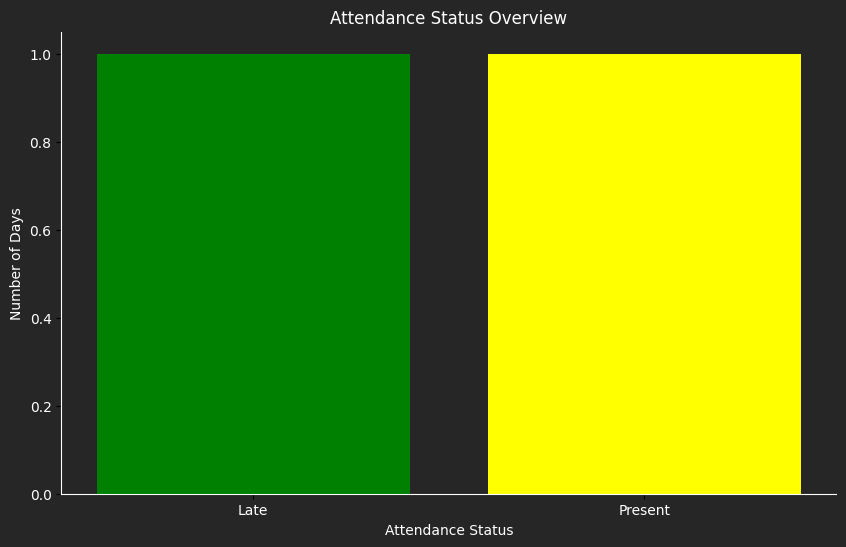 Attendance Status Overview
1.0
0.8
0.6
0.4
0.2
0.0
Number of Days
Late
Present
Attendance Status